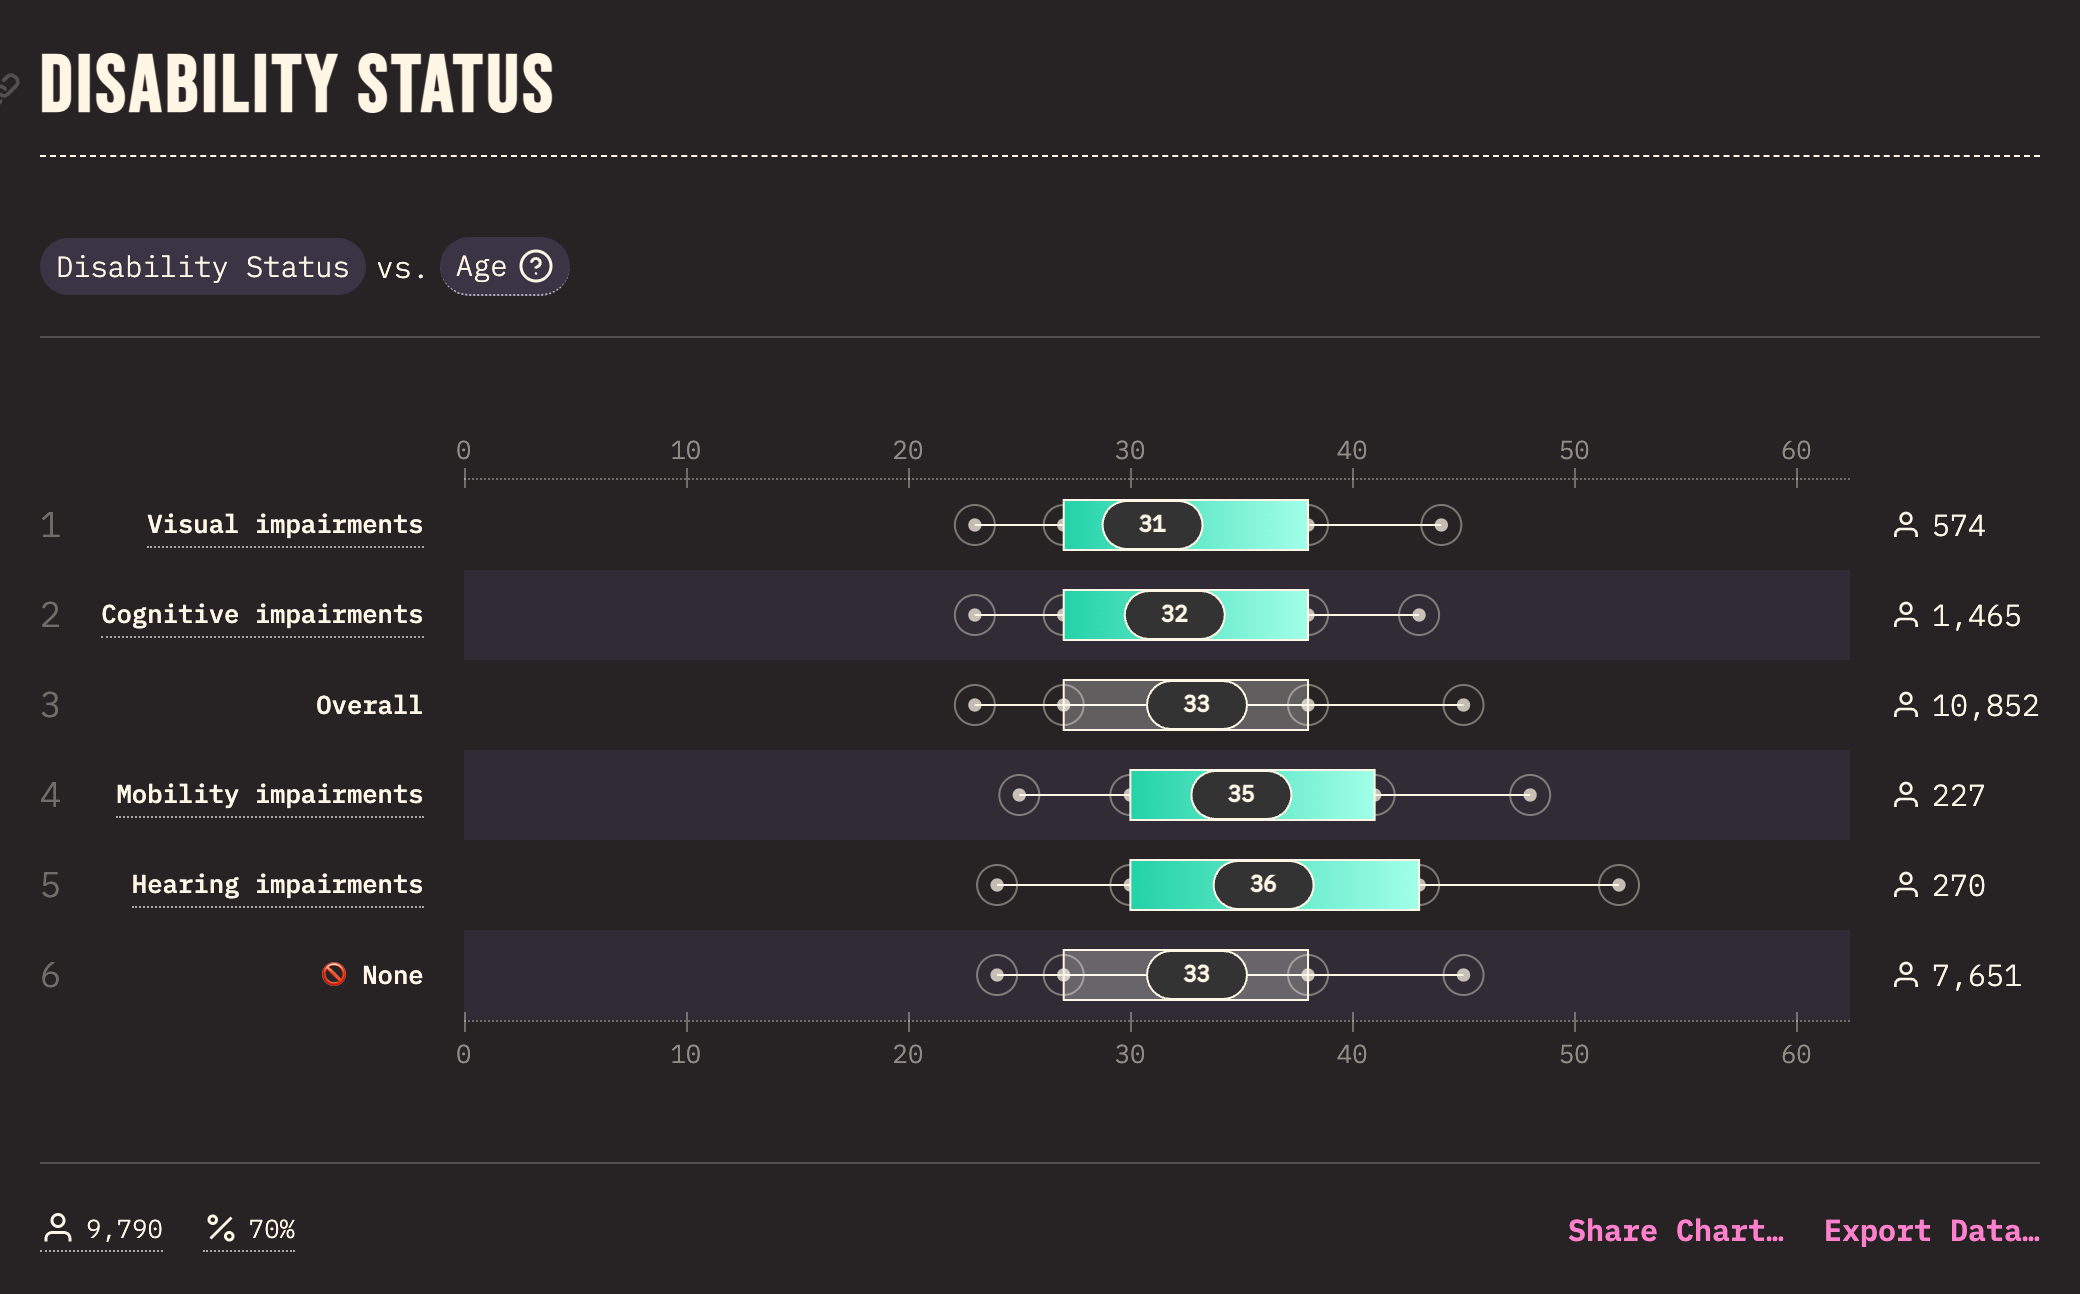 DISABILITY STATUS
Disability Status vs. Age ?
0 10 20 30 40 50 60
1 Visual impairments 31 574
2 Cognitive impairments 32 1,465
3 Overall 33 10,852
4 Mobility impairments 35 227
5 Hearing impairments 36 270
6 🚫 None 33 7,651
0 10 20 30 40 50 60
9,790 % 70% Share Chart… Export Data…